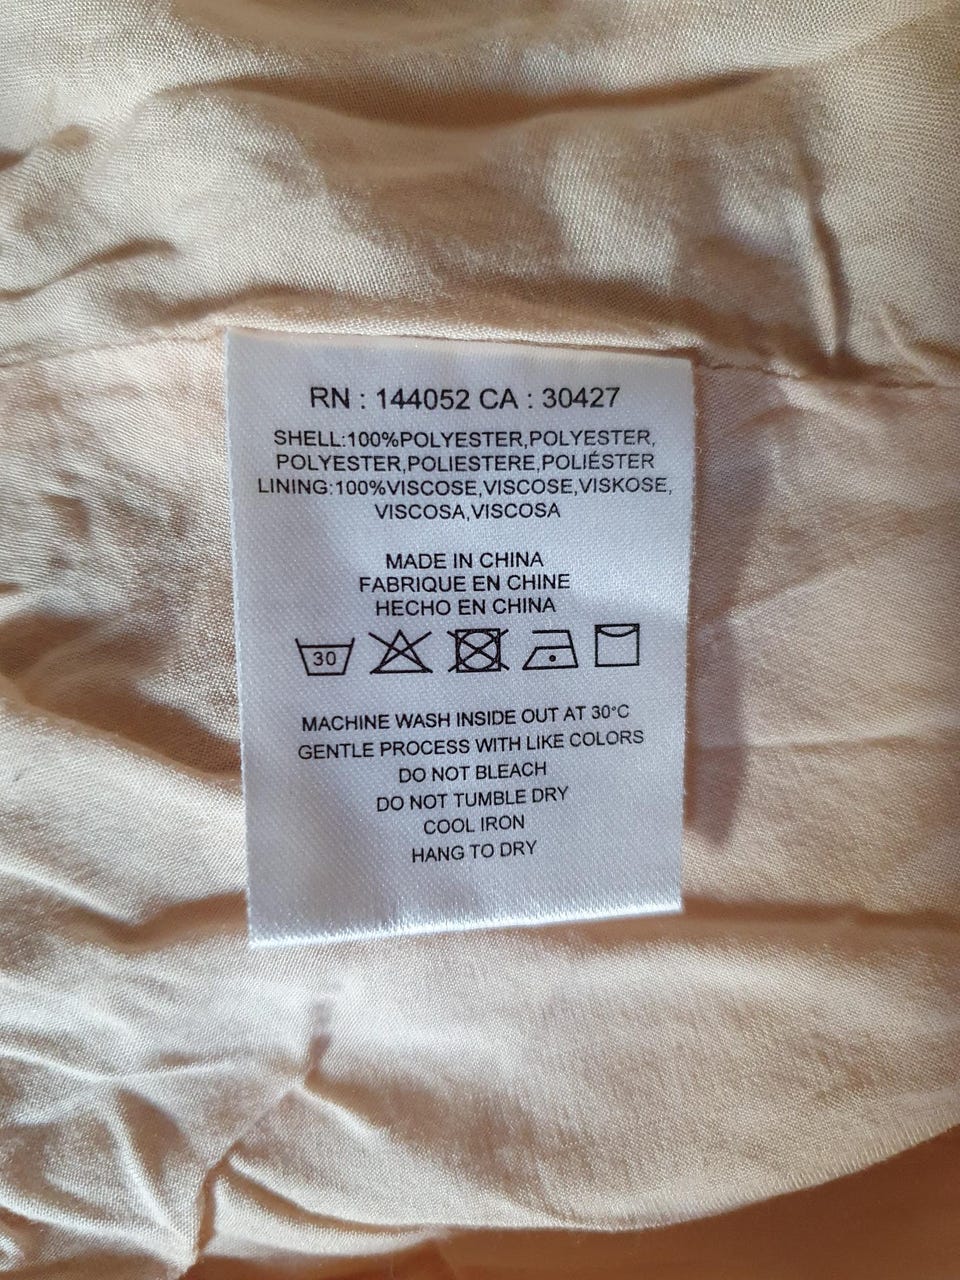 RN : 144052 CA : 30427
SHELL:100%POLYESTER,POLYESTER,
POLYESTER,POLIESTERE,POLIÉSTER
LINING:100%VISCOSE,VISCOSE,VISKOSE,
VISCOSA,VISCOSA
MADE IN CHINA
FABRIQUE EN CHINE
HECHO EN CHINA
30
MACHINE WASH INSIDE OUT AT 30°C
GENTLE PROCESS WITH LIKE COLORS
DO NOT BLEACH
DO NOT TUMBLE DRY
COOL IRON
HANG TO DRY